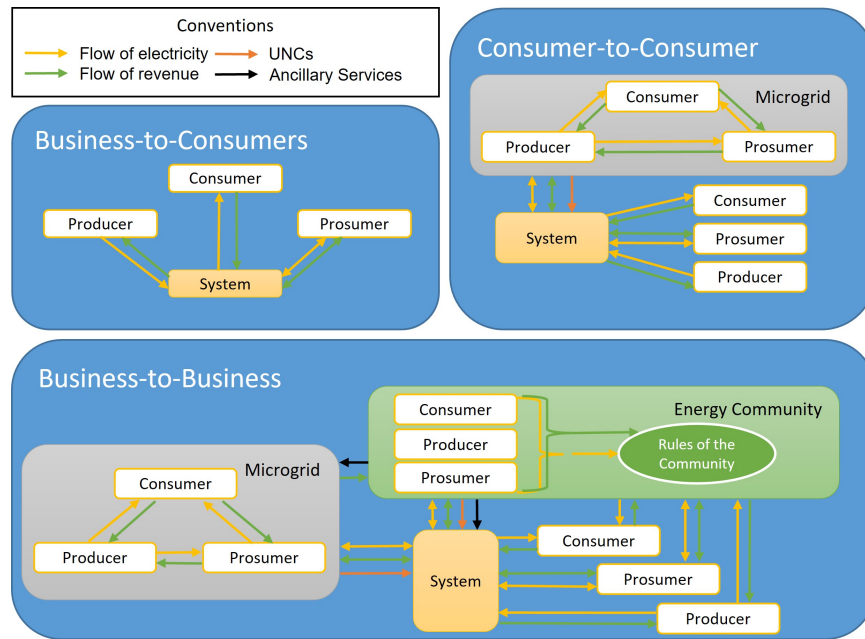 Conventions
Flow of electricity
UNCs
Flow of revenue
Ancillary Services
Business-to-Consumers
Consumer
Producer
Prosumer
System
Consumer-to-Consumer
Microgrid
Consumer
Producer
Prosumer
System
Consumer
Prosumer
Producer
Business-to-Business
Microgrid
Consumer
Producer
Prosumer
Energy Community
Consumer
Producer
Prosumer
Rules of the
Community
System
Consumer
Prosumer
Producer